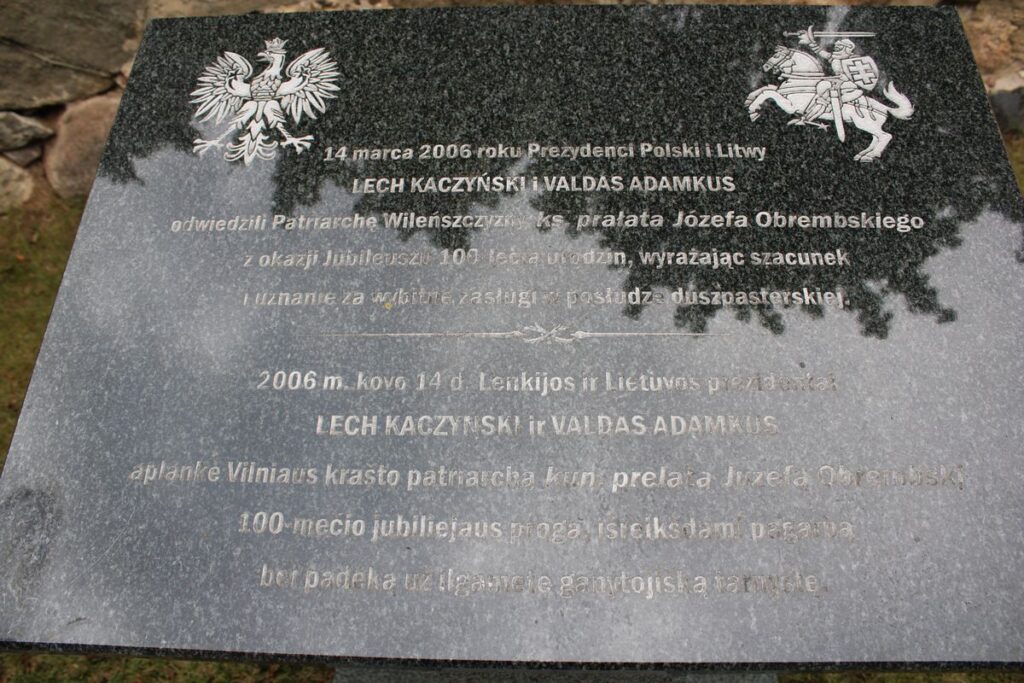 14 marca 2006 roku Prezydenci Polski i Litwy
LECH KACZYŃSKI i VALDAS ADAMKUS
odwiedzili Patriarchę Wileńszczyzny ks. prałata Józefa Obrembskiego
z okazji Jubileuszu 100-lecia urodzin, wyrażając szacunek
i uznanie za wybitne zasługi w posłudze duszpasterskiej.
2006 m. kovo 14 d. Lenkijos ir Lietuvos prezidentai
LECH KACZYŃSKI ir VALDAS ADAMKUS
aplankė Vilniaus krašto patriarchą kun. prelatą Juzefą Obrembskį
100-mečio jubiliejaus proga, išreikšdami pagarbą
bei padėką už ilgametę ganytojišką tarnystę.